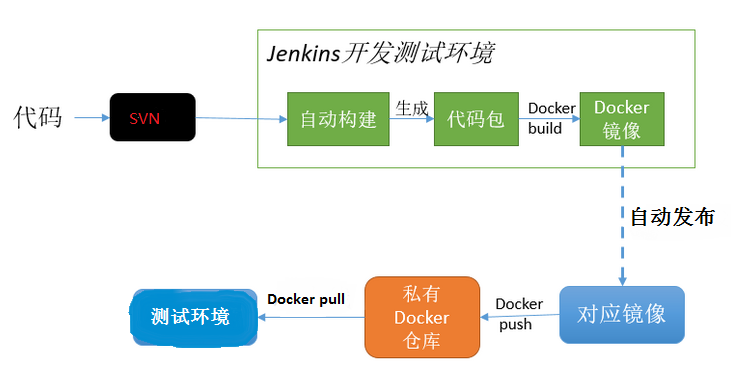 Jenkins开发测试环境
代码
SVN
自动构建
生成
代码包
Docker
build
Docker
镜像
自动发布
对应镜像
Docker
push
私有
Docker
仓库
Docker pull
测试环境